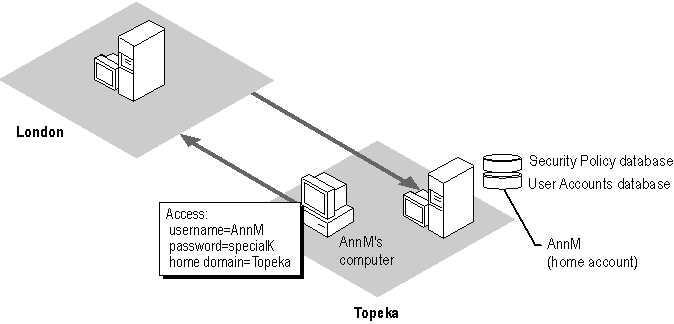 London
Security Policy database
User Accounts database
Access:
username=AnnM
password=specialK
home domain=Topeka
AnnM's
computer
AnnM
(home account)
Topeka